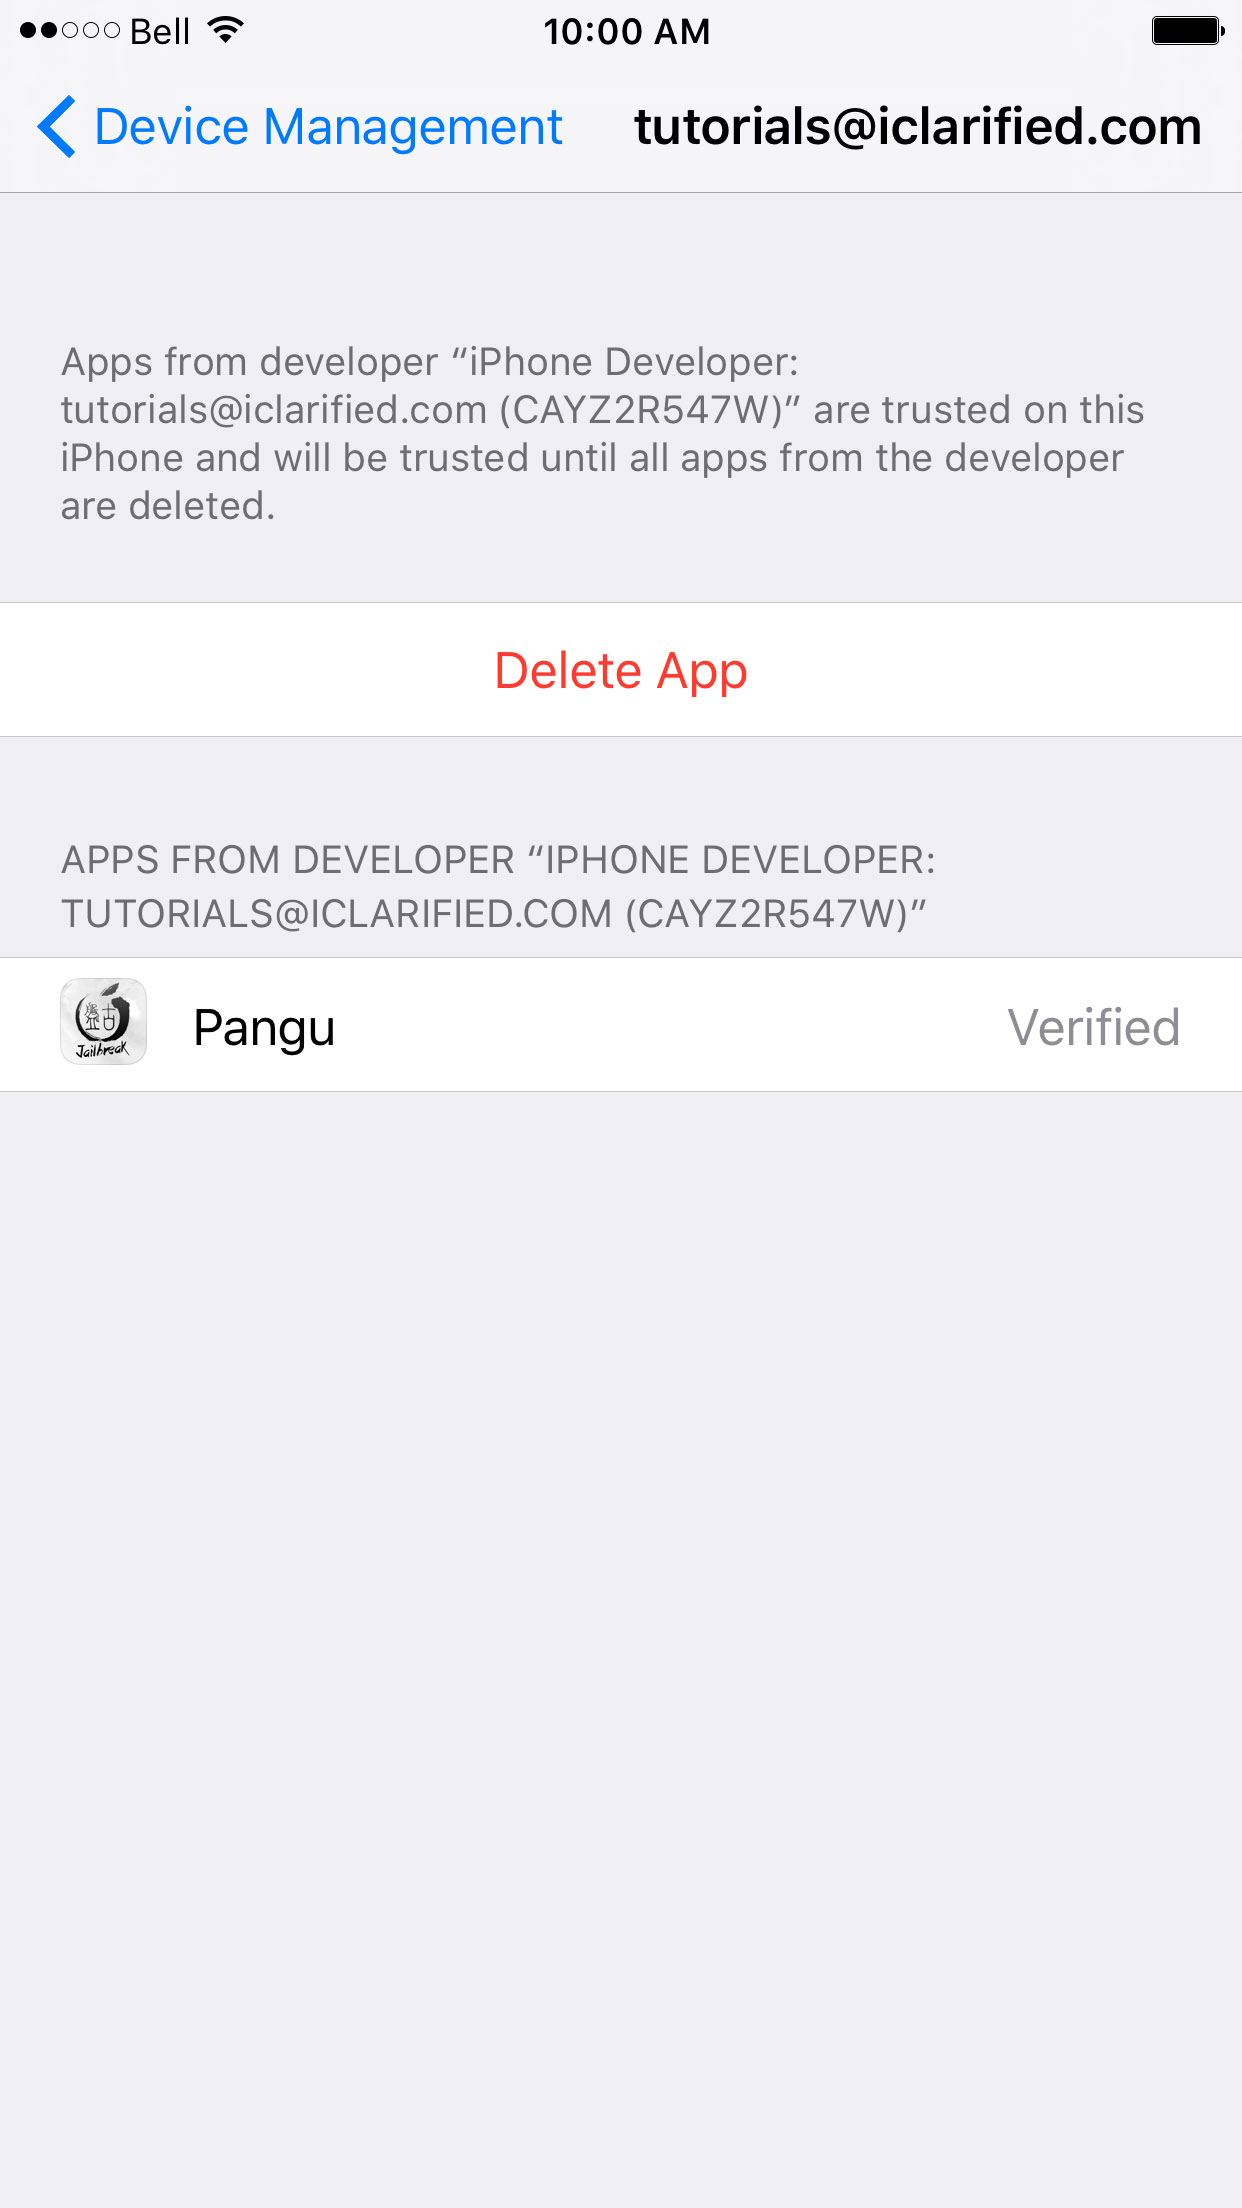 Bell 10:00 AM
Device Management tutorials@iclarified.com
Apps from developer “iPhone Developer:
tutorials@iclarified.com (CAYZ2R547W)” are trusted on this
iPhone and will be trusted until all apps from the developer
are deleted.
Delete App
APPS FROM DEVELOPER “IPHONE DEVELOPER:
TUTORIALS@ICLARIFIED.COM (CAYZ2R547W)”
盤古
Jailbreak
Pangu Verified